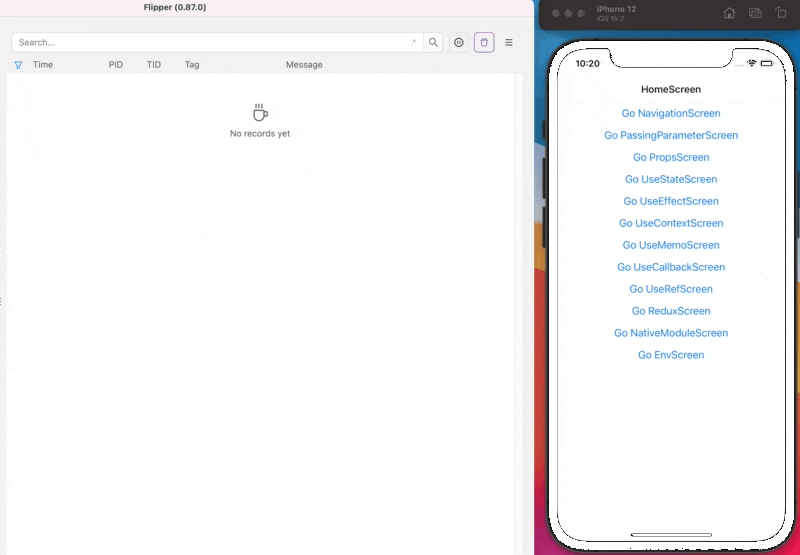 Flipper (0.87.0)
Search...
.*
Time PID TID Tag Message
No records yet
iPhone 12
iOS 15.2
10:20
HomeScreen
Go NavigationScreen
Go PassingParameterScreen
Go PropsScreen
Go UseStateScreen
Go UseEffectScreen
Go UseContextScreen
Go UseMemoScreen
Go UseCallbackScreen
Go UseRefScreen
Go ReduxScreen
Go NativeModuleScreen
Go EnvScreen